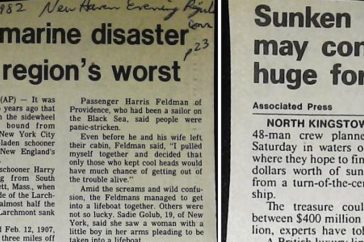 1982 New Haven Evening Register
Conn
p 23
marine disaster
region's worst
(AP) — It was
years ago that
the sidewheel
bound from
New York City
laden schooner
New England's
schooner Harry
g from South
ett, Mass., when
ide of the Larch-
almost half the
Larchmont sank
d Feb. 12, 1907,
Passenger Harris Feldman of
Providence, who had been a sailor on
the Black Sea, said people were
panic-stricken.
Even before he and his wife left
their cabin, Feldman said, "I pulled
myself together and decided that
only those who kept cool heads would
have much chance of getting out of
the trouble alive."
Amid the screams and wild confu-
sion, the Feldmans managed to get
into a lifeboat together. Others were
not so lucky. Sadie Golub, 19, of New
York, said she saw a woman with a
little boy in her arms pleading to be
taken into a lifeboat
Sunken
may con
huge for
Associated Press
NORTH KINGSTOW
48-man crew planne
Saturday in waters o
where they hope to fin
dollars worth of sun
from a turn-of-the-ce
ship.
The treasure coul
between $400 million
lion, experts have